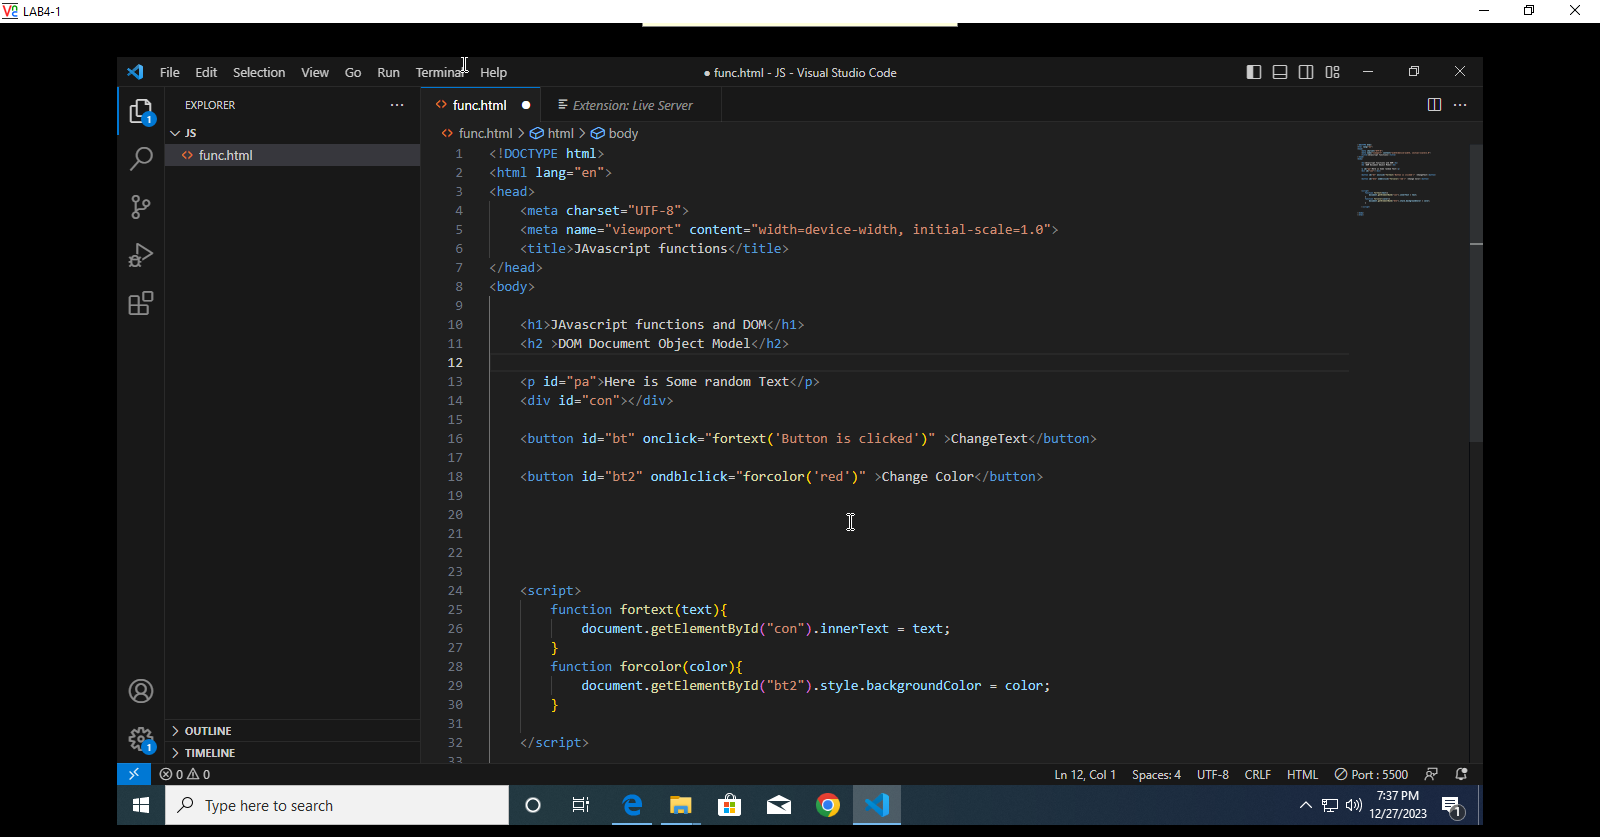 LAB4-1
File Edit Selection View Go Run Terminal Help
● func.html - JS - Visual Studio Code
EXPLORER
JS
func.html
OUTLINE
TIMELINE
func.html
Extension: Live Server
func.html > html > body
1 <!DOCTYPE html>
2 <html lang="en">
3 <head>
4     <meta charset="UTF-8">
5     <meta name="viewport" content="width=device-width, initial-scale=1.0">
6     <title>JAvascript functions</title>
7 </head>
8 <body>
9
10     <h1>JAvascript functions and DOM</h1>
11     <h2 >DOM Document Object Model</h2>
12
13     <p id="pa">Here is Some random Text</p>
14     <div id="con"></div>
15
16     <button id="bt" onclick="fortext('Button is clicked')" >ChangeText</button>
17
18     <button id="bt2" ondblclick="forcolor('red')" >Change Color</button>
19
20
21
22
23
24     <script>
25         function fortext(text){
26             document.getElementById("con").innerText = text;
27         }
28         function forcolor(color){
29             document.getElementById("bt2").style.backgroundColor = color;
30         }
31
32     </script>
33
1
1
0 0
Ln 12, Col 1 Spaces: 4 UTF-8 CRLF HTML Port : 5500
Type here to search
7:37 PM
12/27/2023
1